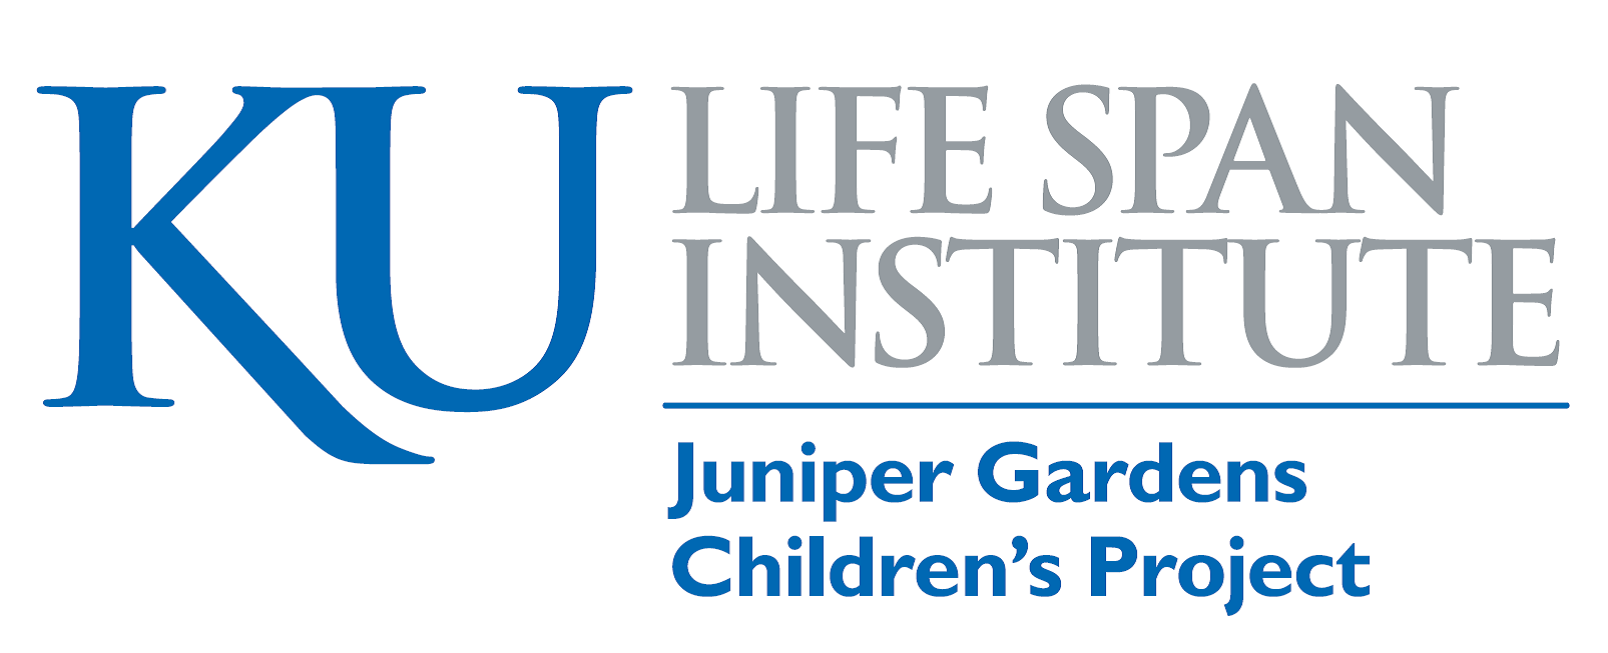 KU
LIFE SPAN
INSTITUTE
Juniper Gardens
Children’s Project